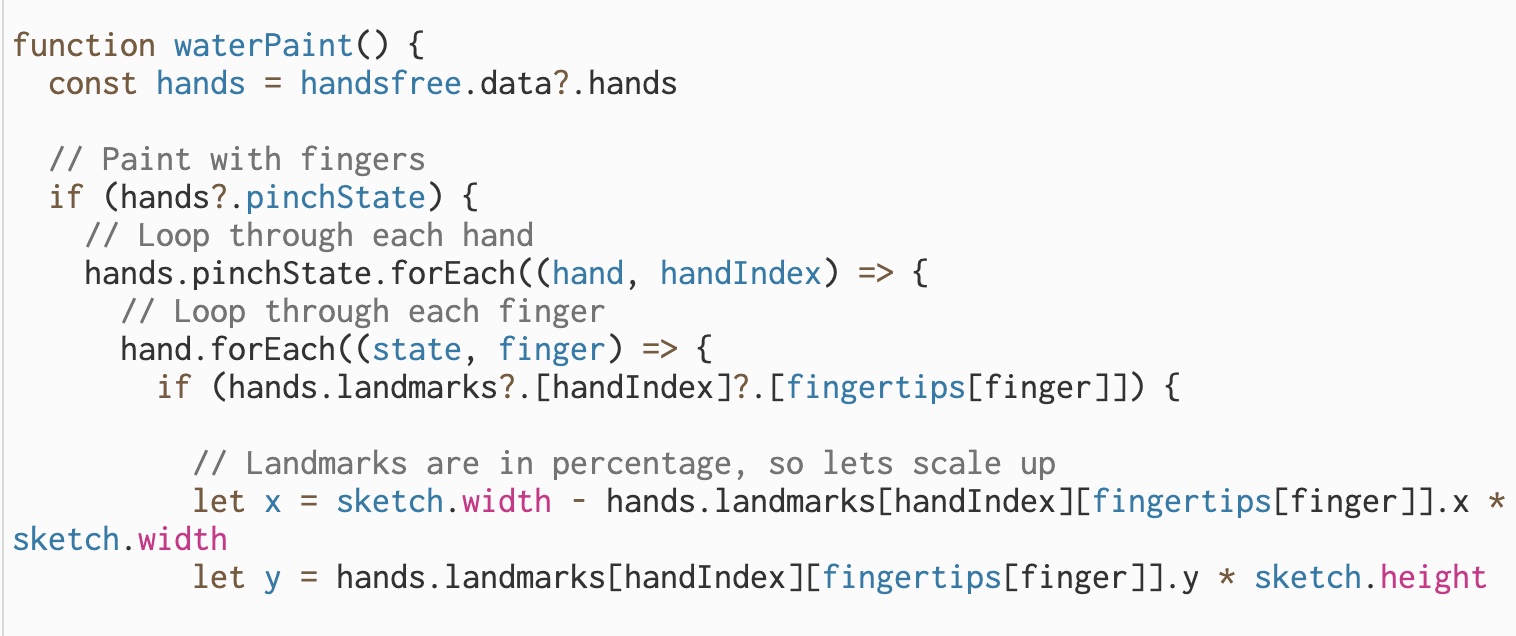 function waterPaint() {
const hands = handsfree.data?.hands
// Paint with fingers
if (hands?.pinchState) {
// Loop through each hand
hands.pinchState.forEach((hand, handIndex) => {
// Loop through each finger
hand.forEach((state, finger) => {
if (hands.landmarks?.[handIndex]?.[fingertips[finger]]) {
// Landmarks are in percentage, so lets scale up
let x = sketch.width - hands.landmarks[handIndex][fingertips[finger]].x *
sketch.width
let y = hands.landmarks[handIndex][fingertips[finger]].y * sketch.height